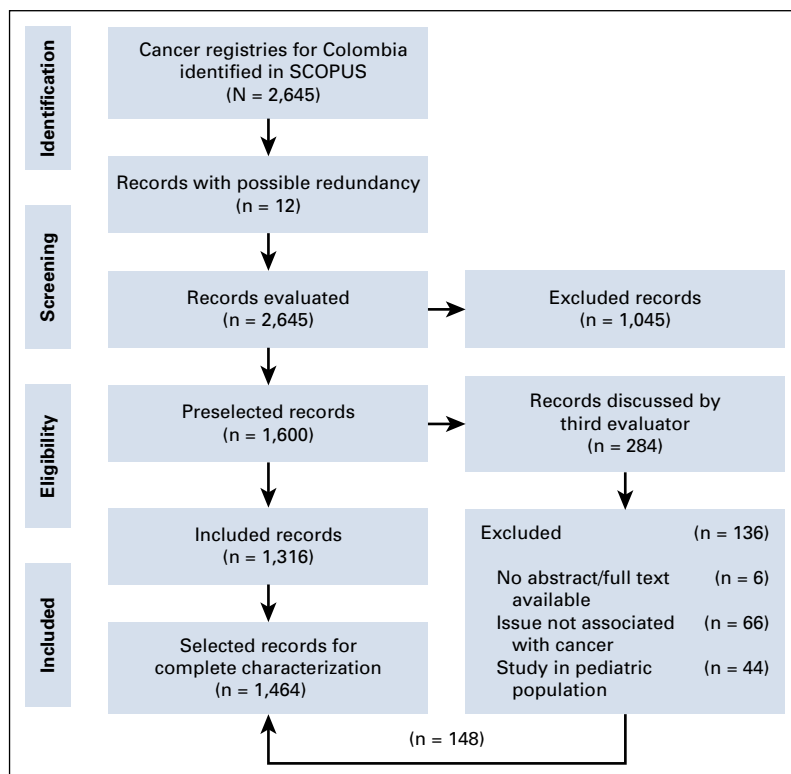 Identification
Cancer registries for Colombia
identified in SCOPUS
(N = 2,645)
Records with possible redundancy
(n = 12)
Screening
Records evaluated
(n = 2,645)
Excluded records
(n = 1,045)
Eligibility
Preselected records
(n = 1,600)
Records discussed by
third evaluator
(n = 284)
Included records
(n = 1,316)
Excluded (n = 136)
No abstract/full text (n = 6)
available
Issue not associated (n = 66)
with cancer
Study in pediatric (n = 44)
population
Included
Selected records for
complete characterization
(n = 1,464)
(n = 148)